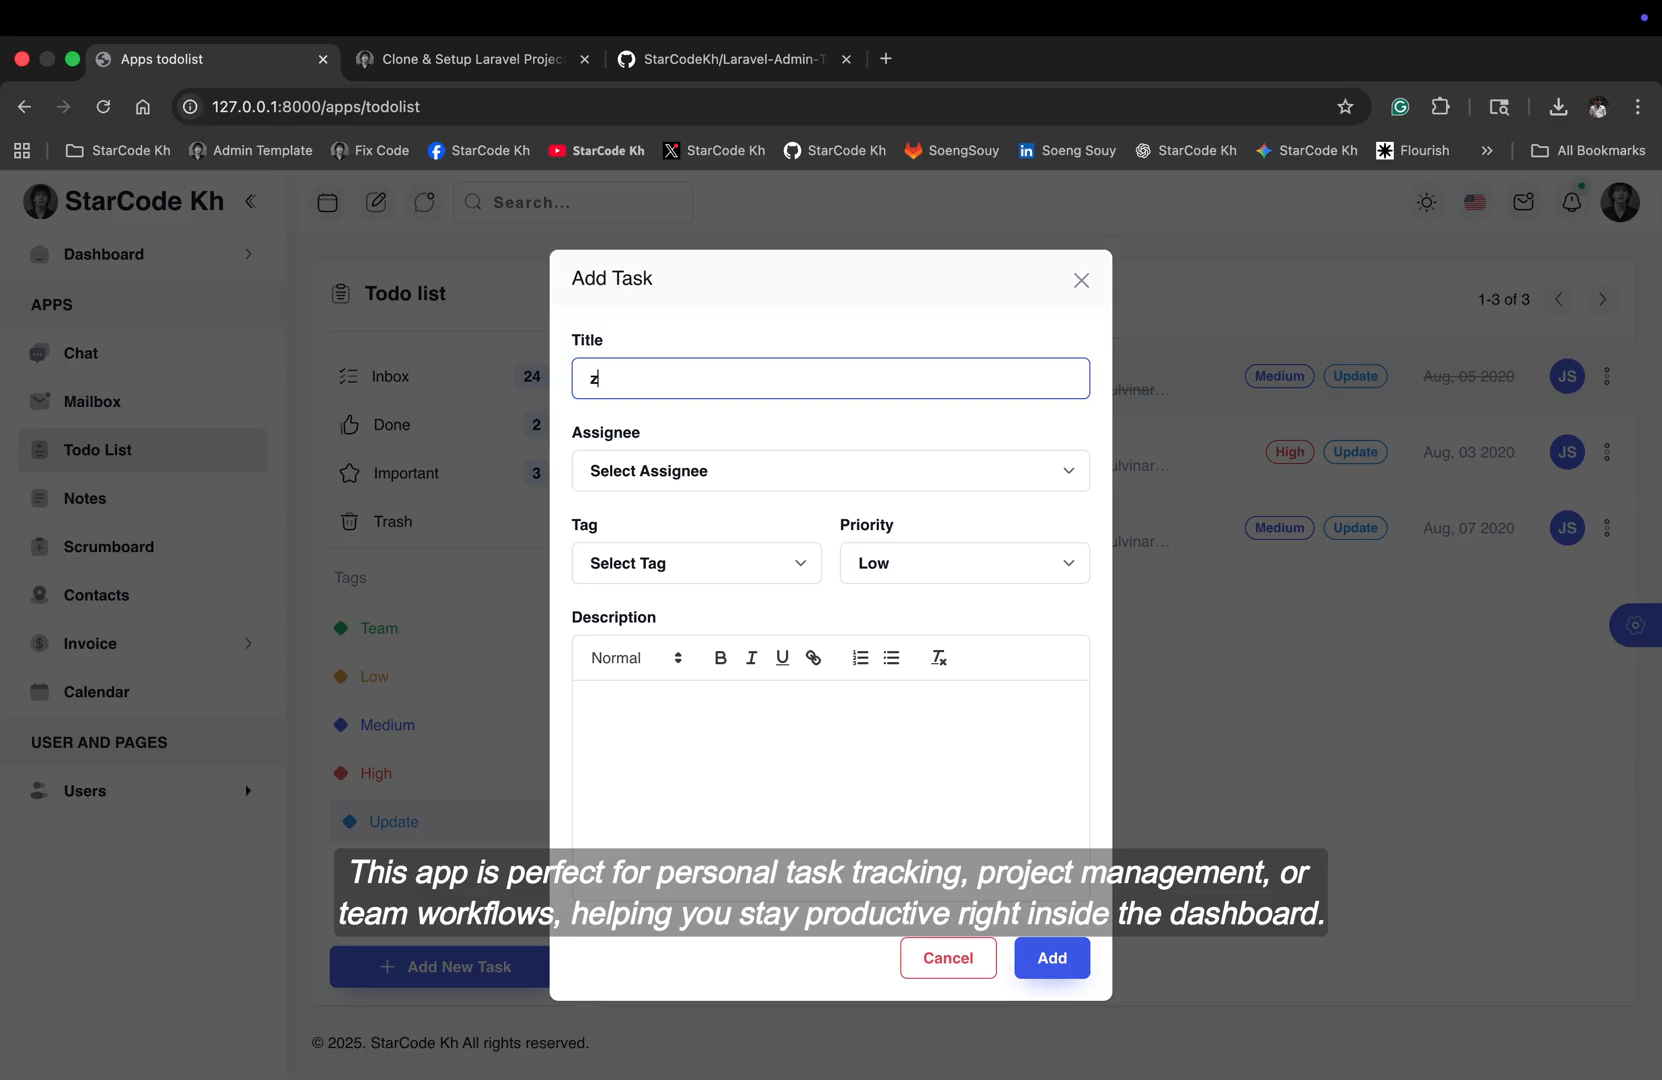 Apps todolist
Clone & Setup Laravel Projec
StarCodeKh/Laravel-Admin-T
127.0.0.1:8000/apps/todolist
StarCode Kh
Admin Template
Fix Code
StarCode Kh
StarCode Kh
StarCode Kh
StarCode Kh
SoengSouy
Soeng Souy
StarCode Kh
StarCode Kh
Flourish
All Bookmarks
StarCode Kh
Search...
Dashboard
APPS
Chat
Mailbox
Todo List
Notes
Scrumboard
Contacts
Invoice
Calendar
USER AND PAGES
Users
Todo list
Inbox 24
Done 2
Important 3
Trash
Tags
Team
Low
Medium
High
Update
Add New Task
Add Task
Title
z
Assignee
Select Assignee
Tag
Priority
Select Tag
Low
Description
Normal
Cancel
Add
1-3 of 3
ulvinar...
Medium Update Aug, 05 2020 JS
ulvinar...
High Update Aug, 03 2020 JS
ulvinar...
Medium Update Aug, 07 2020 JS
This app is perfect for personal task tracking, project management, or
team workflows, helping you stay productive right inside the dashboard.
© 2025. StarCode Kh All rights reserved.